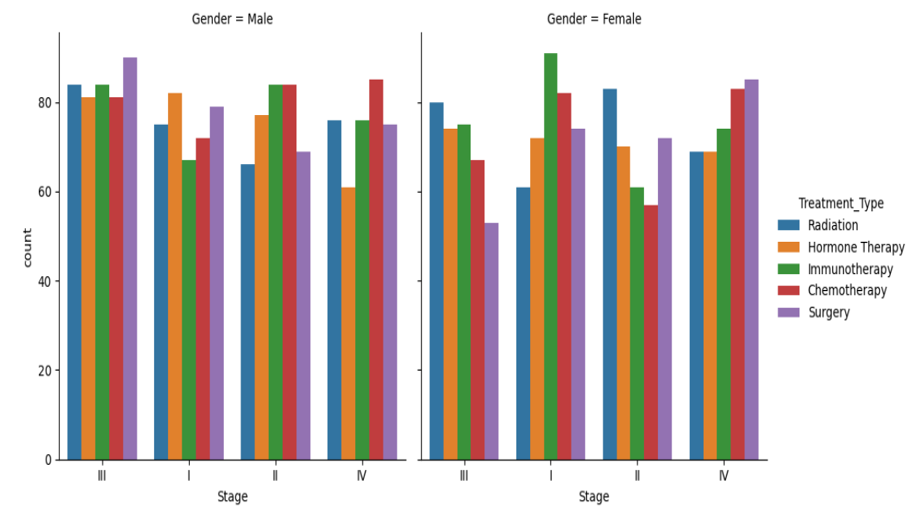 Gender = Male
Gender = Female
80
60
40
20
0
count
III I II IV
III I II IV
Stage
Stage
Treatment_Type
Radiation
Hormone Therapy
Immunotherapy
Chemotherapy
Surgery